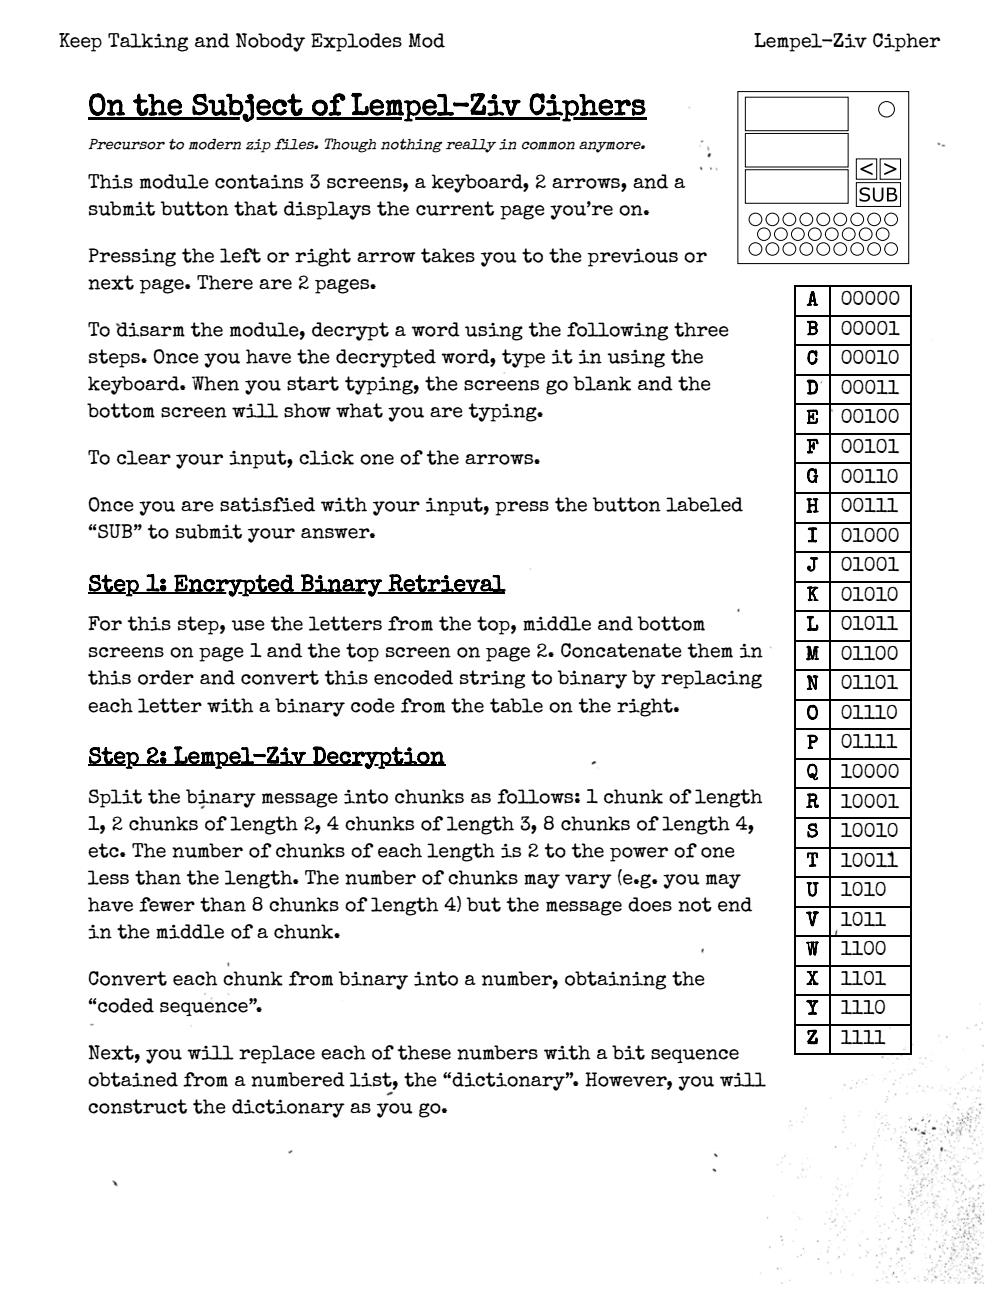 Keep Talking and Nobody Explodes Mod
Lempel-Ziv Cipher
On the Subject of Lempel-Ziv Ciphers
Precursor to modern zip files. Though nothing really in common anymore.
This module contains 3 screens, a keyboard, 2 arrows, and a
submit button that displays the current page you're on.
Pressing the left or right arrow takes you to the previous or
next page. There are 2 pages.
To disarm the module, decrypt a word using the following three
steps. Once you have the decrypted word, type it in using the
keyboard. When you start typing, the screens go blank and the
bottom screen will show what you are typing.
To clear your input, click one of the arrows.
Once you are satisfied with your input, press the button labeled
“SUB” to submit your answer.
Step 1: Encrypted Binary Retrieval
For this step, use the letters from the top, middle and bottom
screens on page 1 and the top screen on page 2. Concatenate them in
this order and convert this encoded string to binary by replacing
each letter with a binary code from the table on the right.
Step 2: Lempel-Ziv Decryption
Split the binary message into chunks as follows: 1 chunk of length
1, 2 chunks of length 2, 4 chunks of length 3, 8 chunks of length 4,
etc. The number of chunks of each length is 2 to the power of one
less than the length. The number of chunks may vary (e.g. you may
have fewer than 8 chunks of length 4) but the message does not end
in the middle of a chunk.
Convert each chunk from binary into a number, obtaining the
“coded sequence”.
Next, you will replace each of these numbers with a bit sequence
obtained from a numbered list, the “dictionary”. However, you will
construct the dictionary as you go.
< >
SUB
A 00000
B 00001
C 00010
D 00011
E 00100
F 00101
G 00110
H 00111
I 01000
J 01001
K 01010
L 01011
M 01100
N 01101
O 01110
P 01111
Q 10000
R 10001
S 10010
T 10011
U 1010
V 1011
W 1100
X 1101
Y 1110
Z 1111